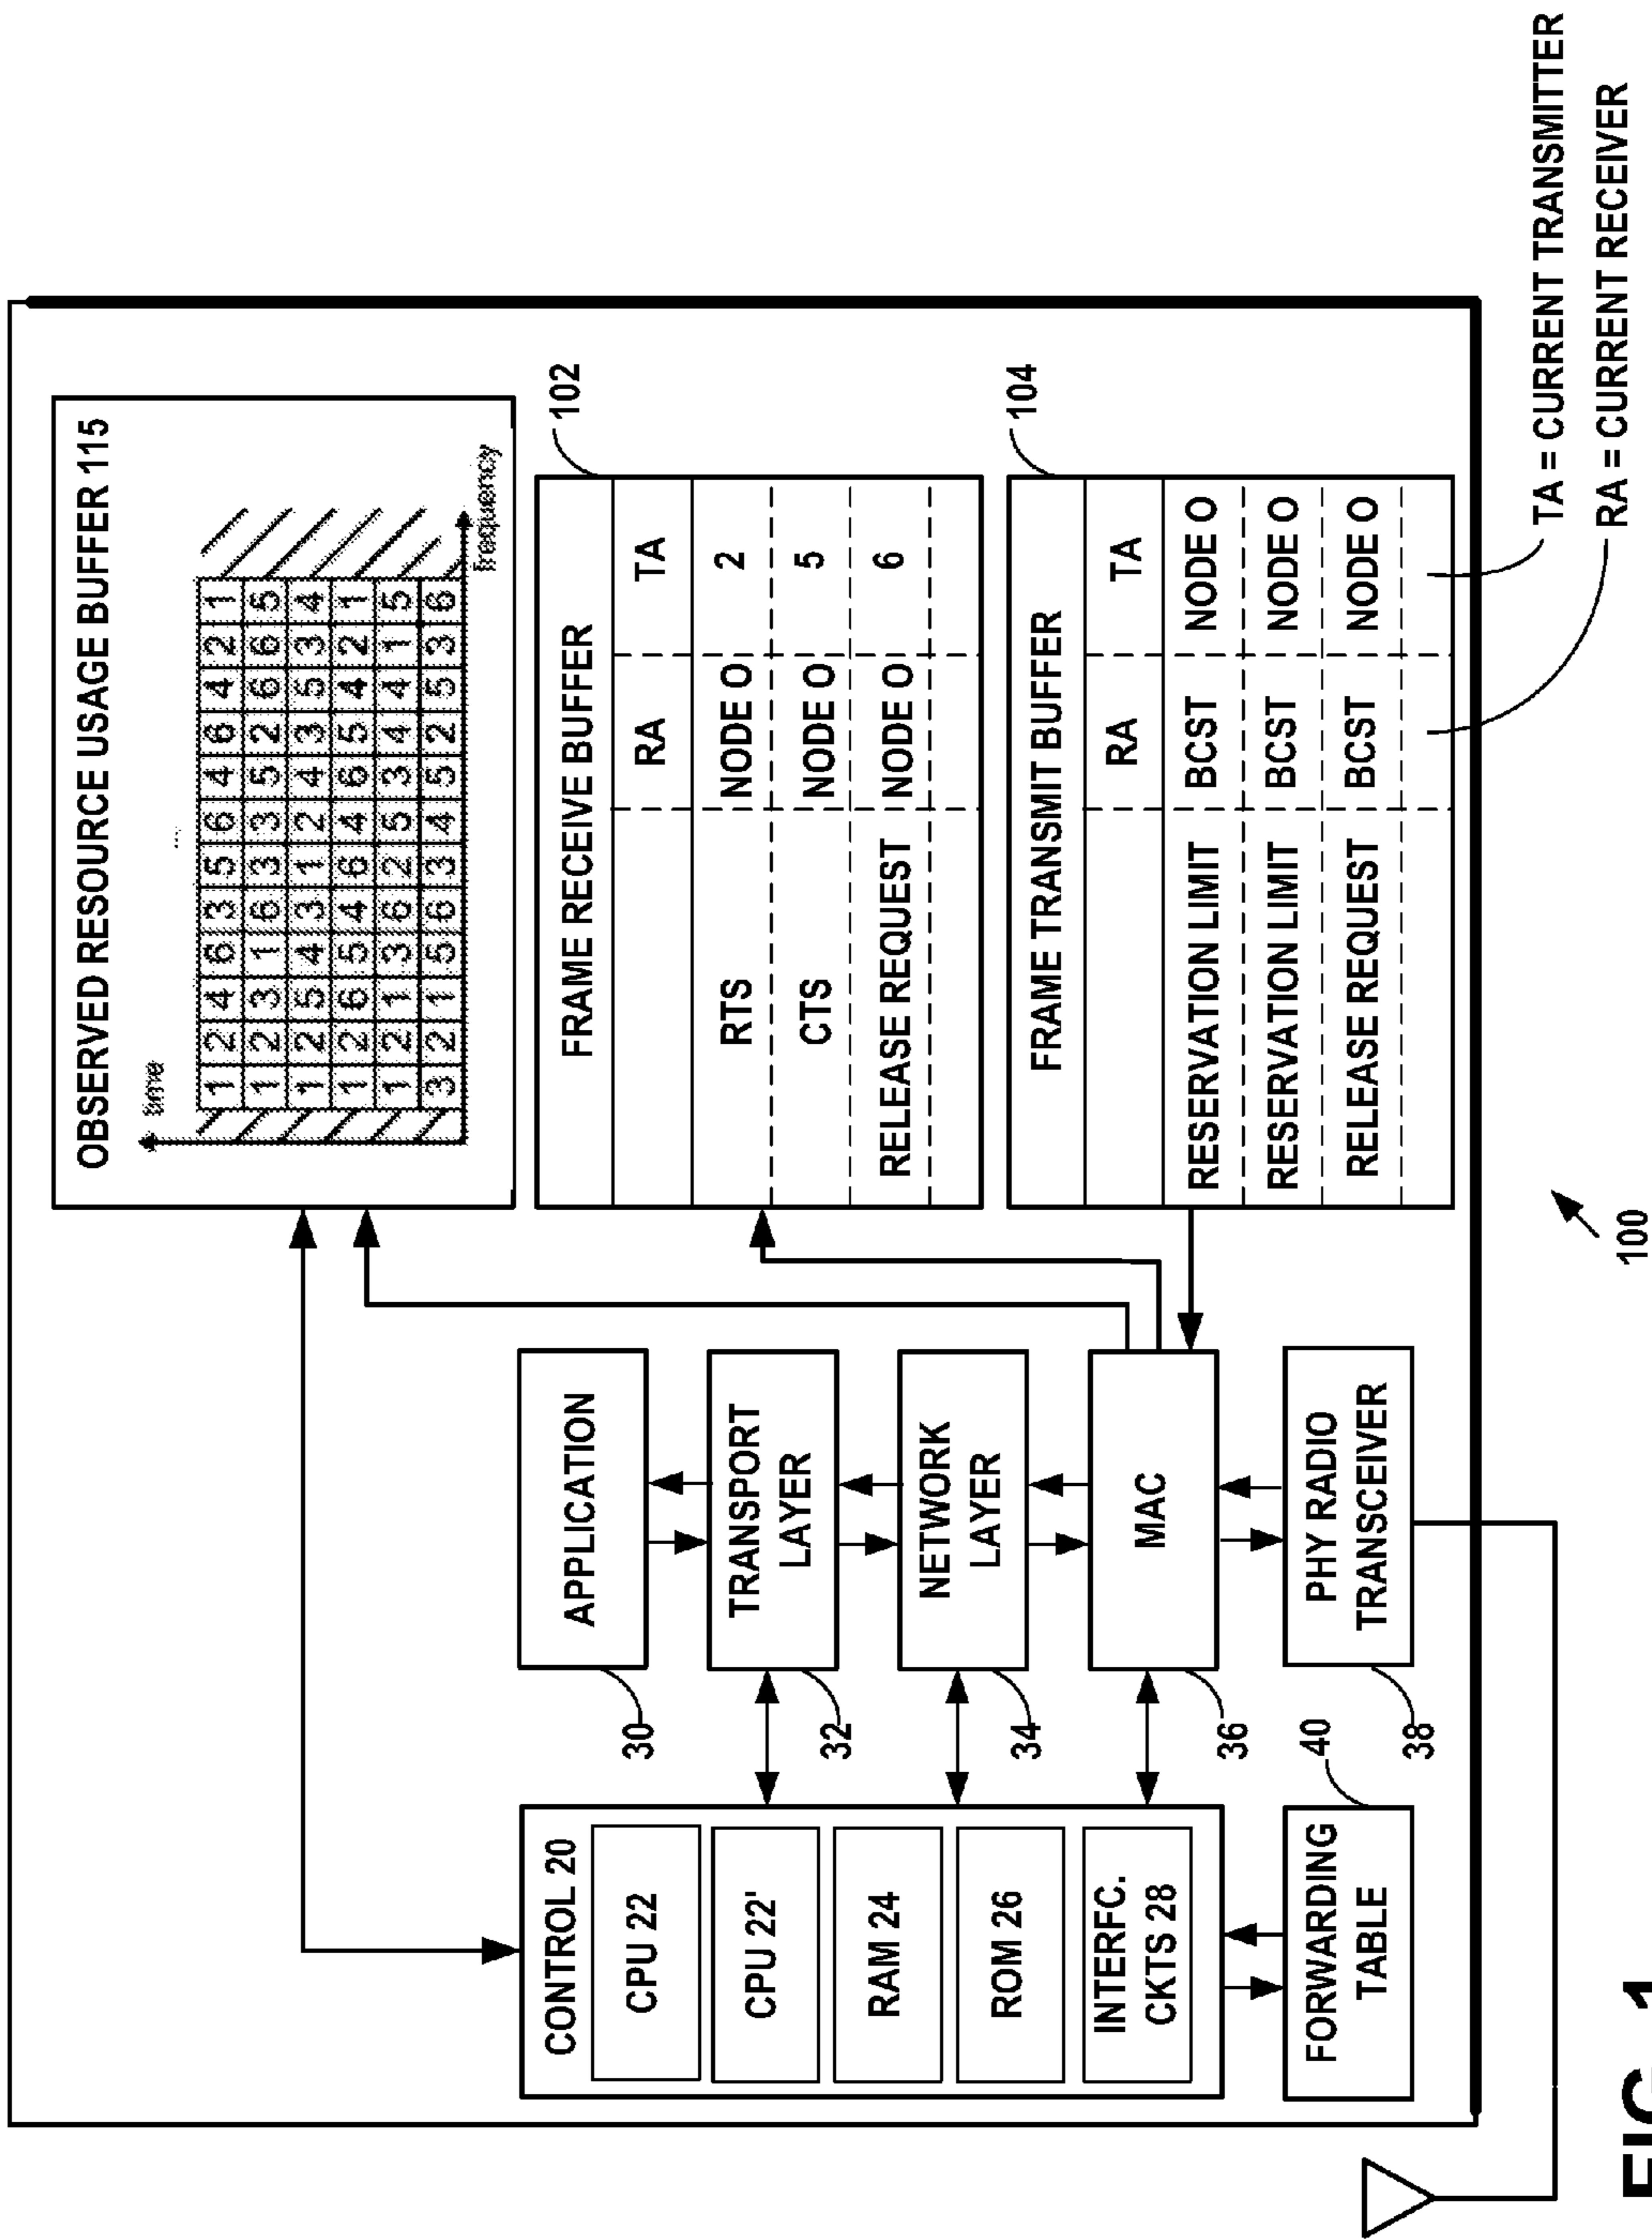 OBSERVED RESOURCE USAGE BUFFER 115
time
...
1 2 4 6 3 5 6 4 6 4 2 1
1 2 3 1 6 3 3 5 2 6 6 5
1 2 5 4 3 1 2 4 3 5 3 4
1 2 6 5 4 6 4 6 5 4 2 1
1 2 1 3 6 2 5 3 4 4 1 5
3 2 1 5 6 3 4 5 2 5 3 6
frequency
CONTROL 20
CPU 22
CPU 22'
RAM 24
ROM 26
INTERFC.
CKTS 28
FORWARDING
TABLE
40
APPLICATION
30
TRANSPORT
LAYER
32
NETWORK
LAYER
34
MAC
36
PHY RADIO
TRANSCEIVER
38
102
FRAME RECEIVE BUFFER
RA TA
RTS NODE O 2
CTS NODE O 5
RELEASE REQUEST NODE O 6
104
FRAME TRANSMIT BUFFER
RA TA
RESERVATION LIMIT BCST NODE O
RESERVATION LIMIT BCST NODE O
RELEASE REQUEST BCST NODE O
TA = CURRENT TRANSMITTER
RA = CURRENT RECEIVER
100
FIG. 1